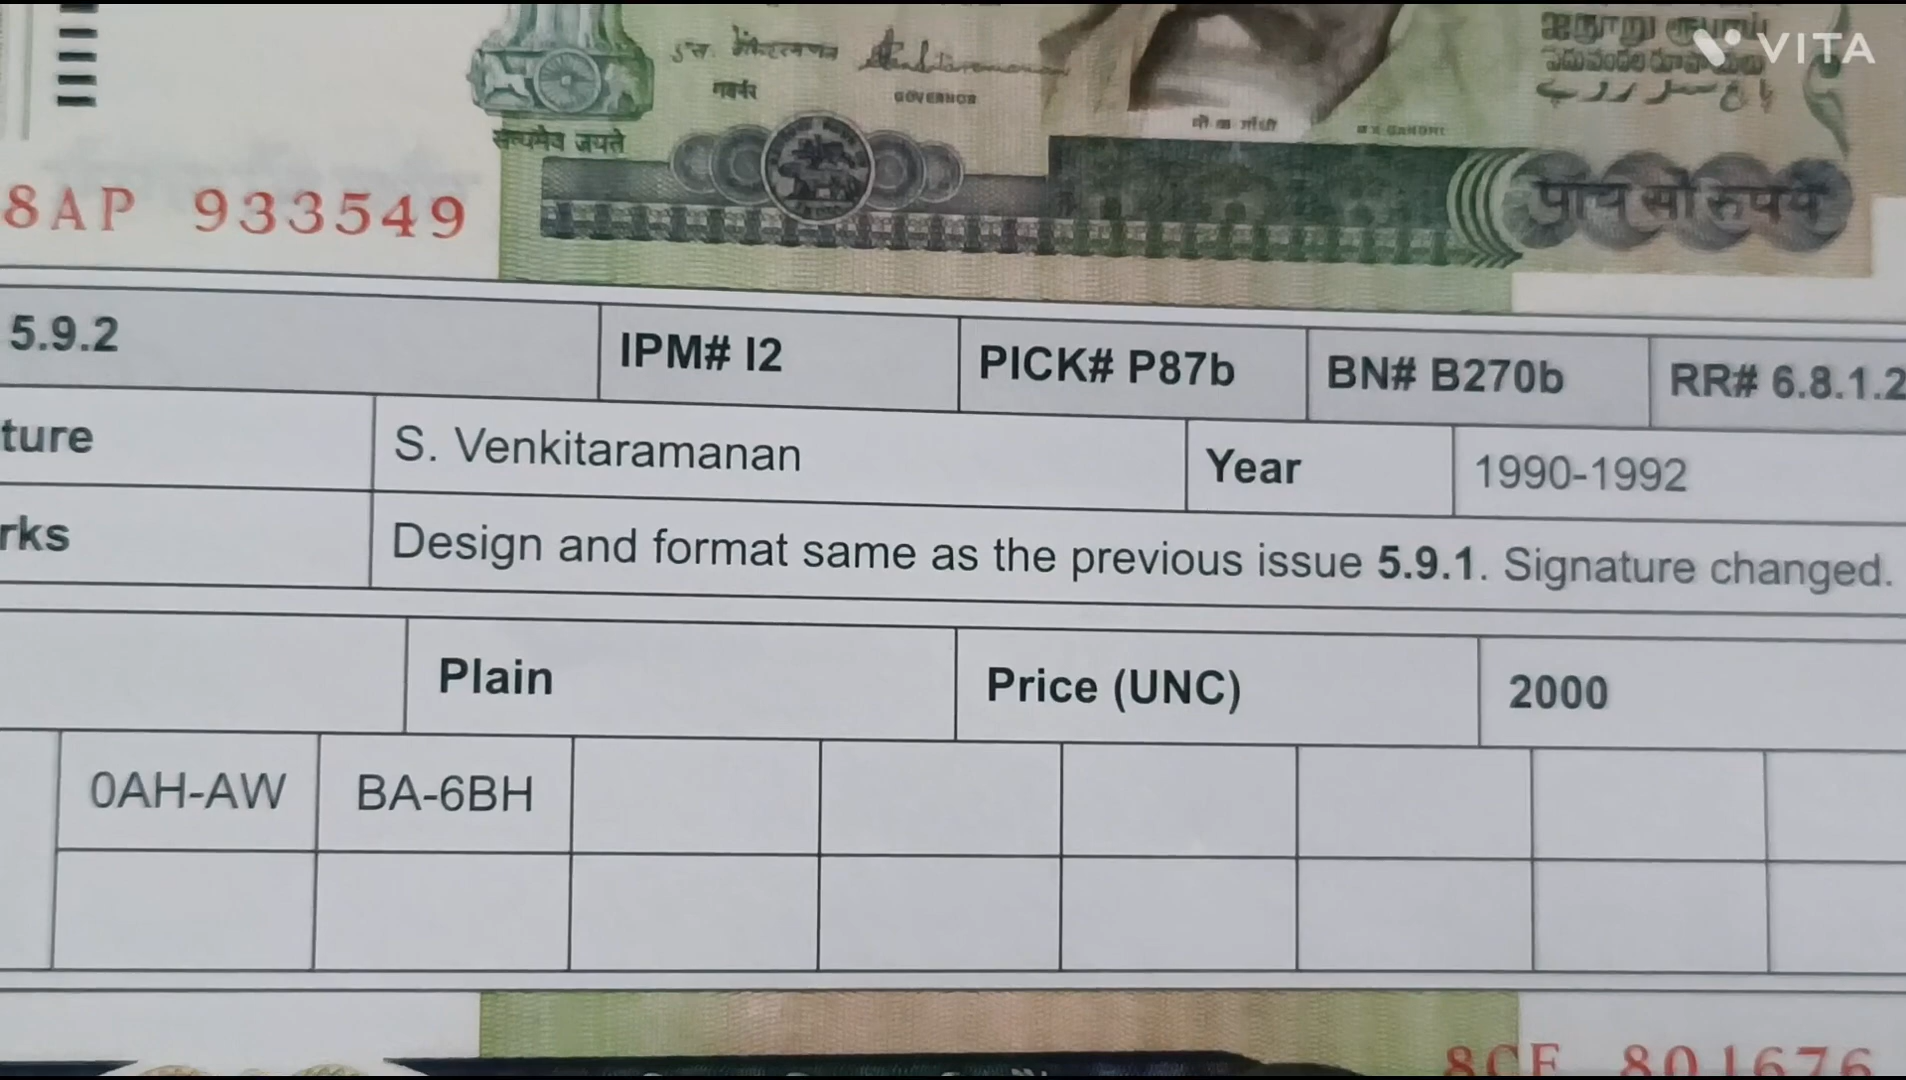 VITA
गवर्नर
GOVERNOR
सत्यमेव जयते
8AP 933549
पांच सौ रुपये
5.9.2
IPM# I2
PICK# P87b
BN# B270b
RR# 6.8.1.2
ture
S. Venkitaramanan
Year
1990-1992
rks
Design and format same as the previous issue 5.9.1. Signature changed.
Plain
Price (UNC)
2000
0AH-AW
BA-6BH
8CF 801676